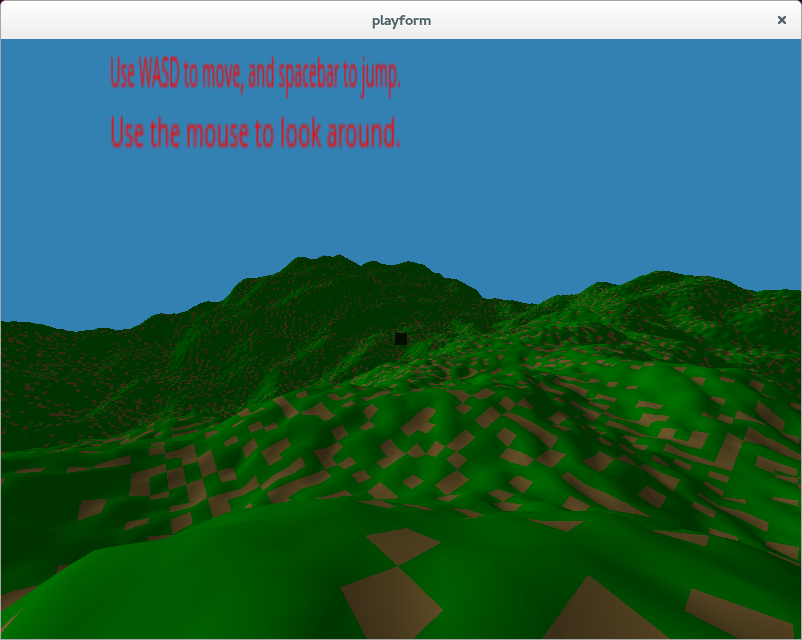 playform
Use WASD to move, and spacebar to jump.
Use the mouse to look around.